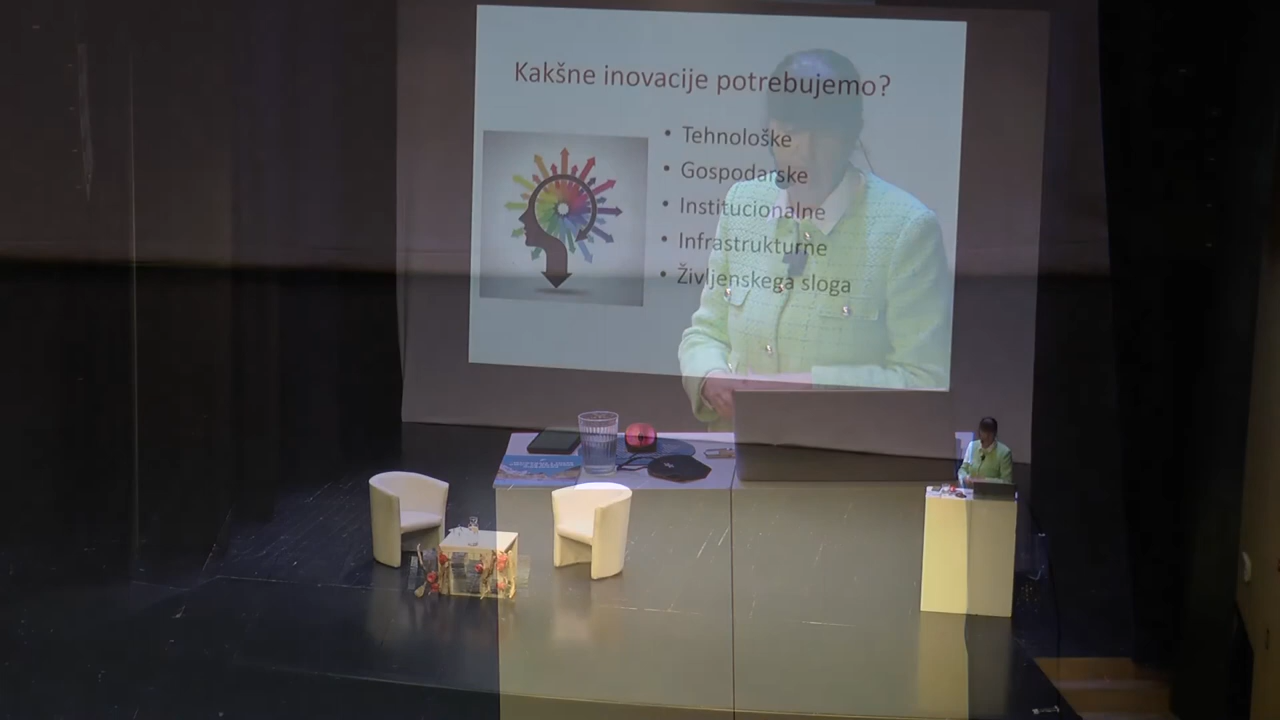 Kakšne inovacije potrebujemo?
• Tehnološke
• Gospodarske
• Institucionalne
• Infrastrukturne
• Življenskega sloga